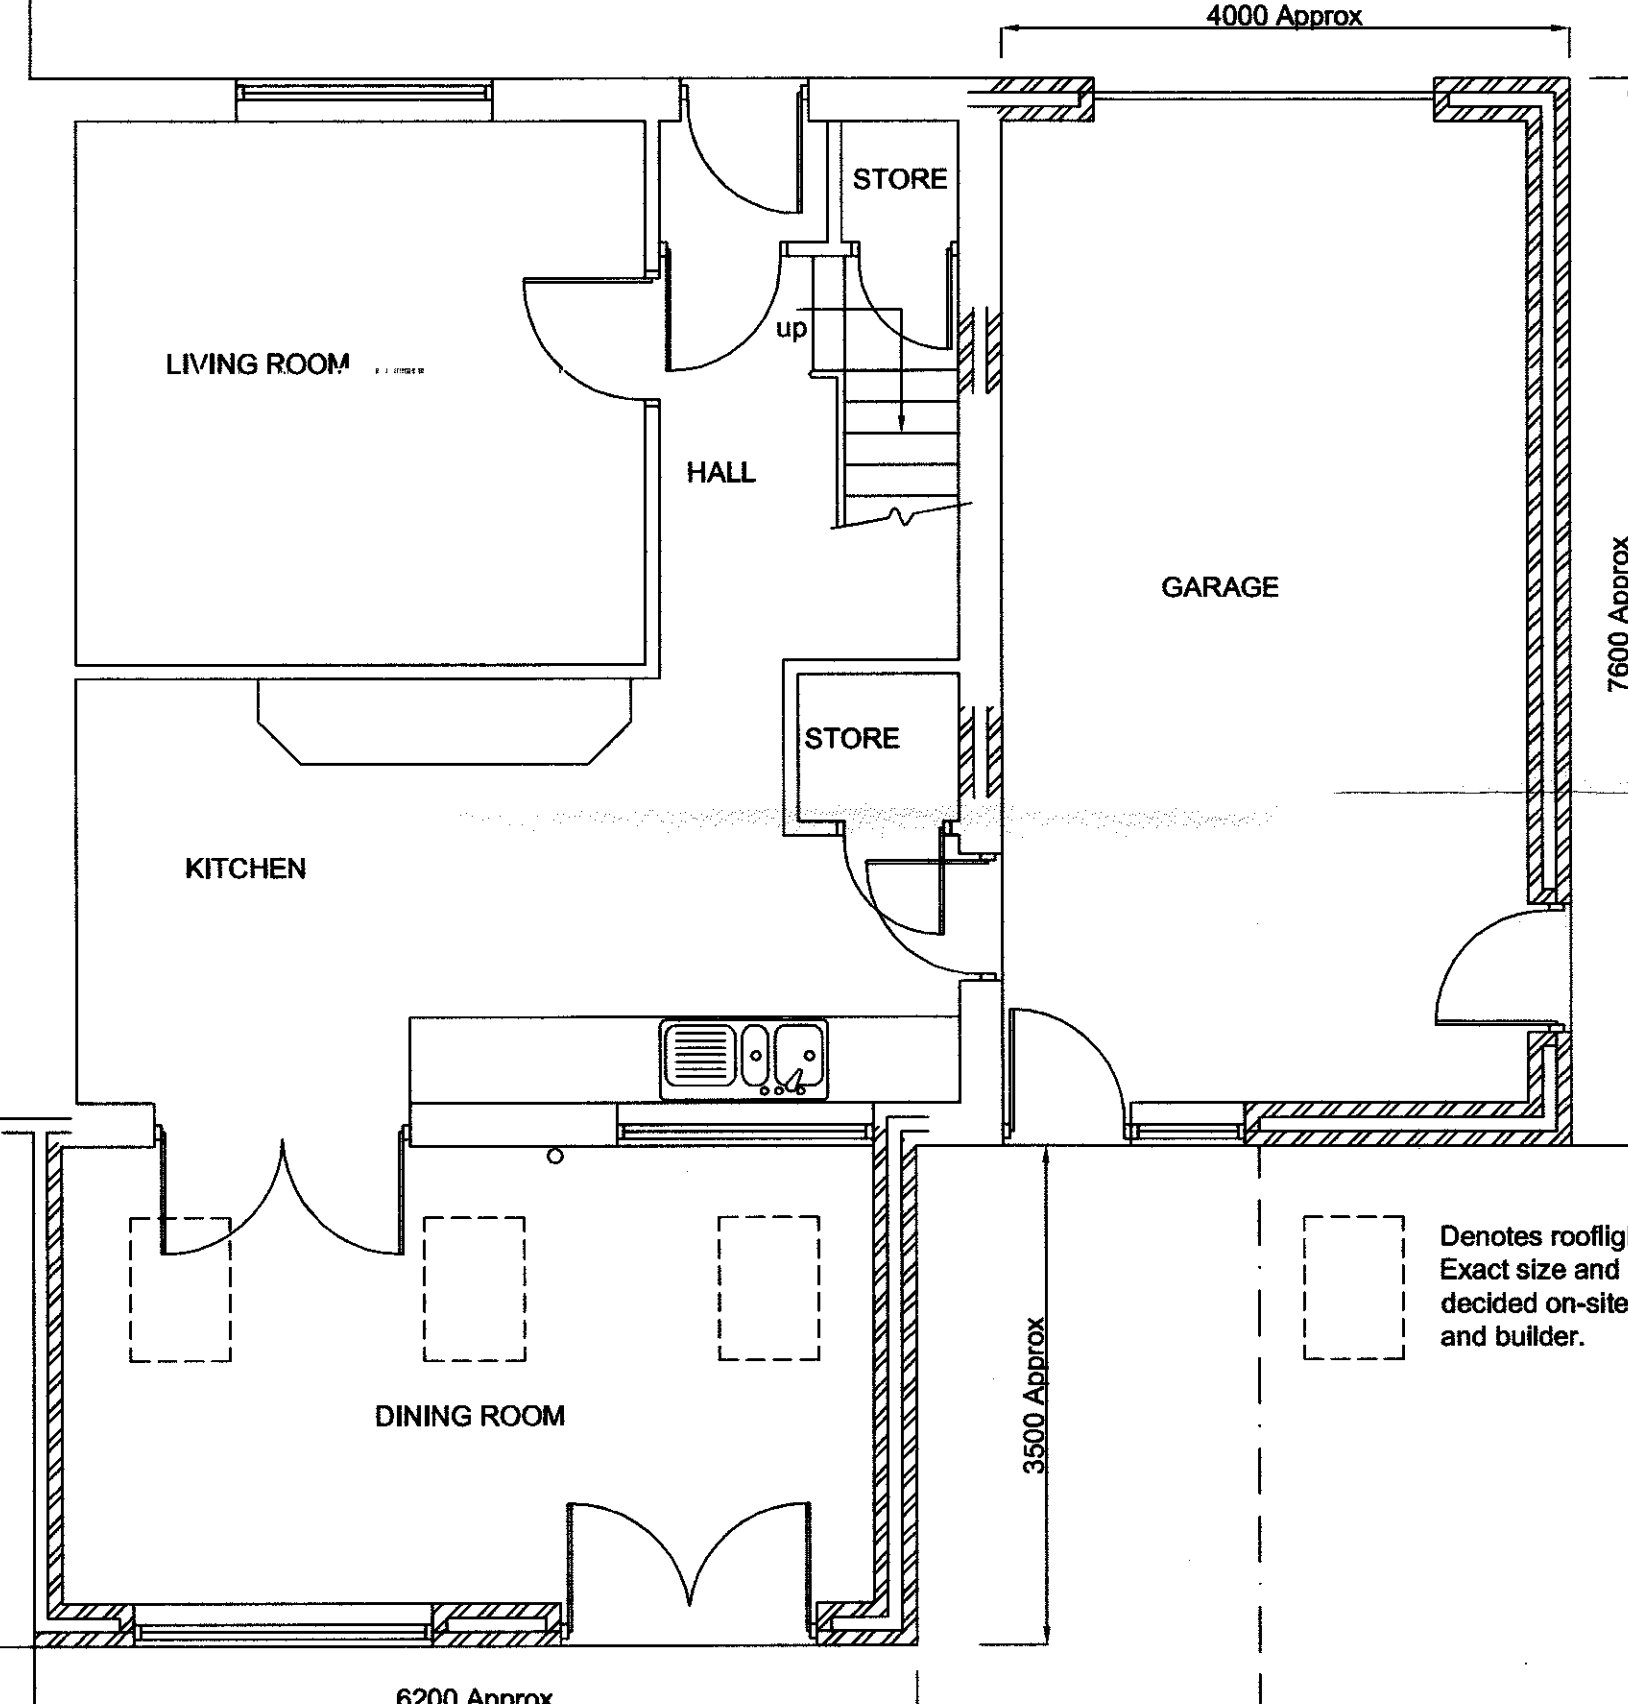 4000 Approx
STORE
up
LIVING ROOM
HALL
GARAGE
7600 Approx
STORE
KITCHEN
Denotes
Exact size and
decided on-site
and builder.
3500 Approx
DINING ROOM
6200 Approx